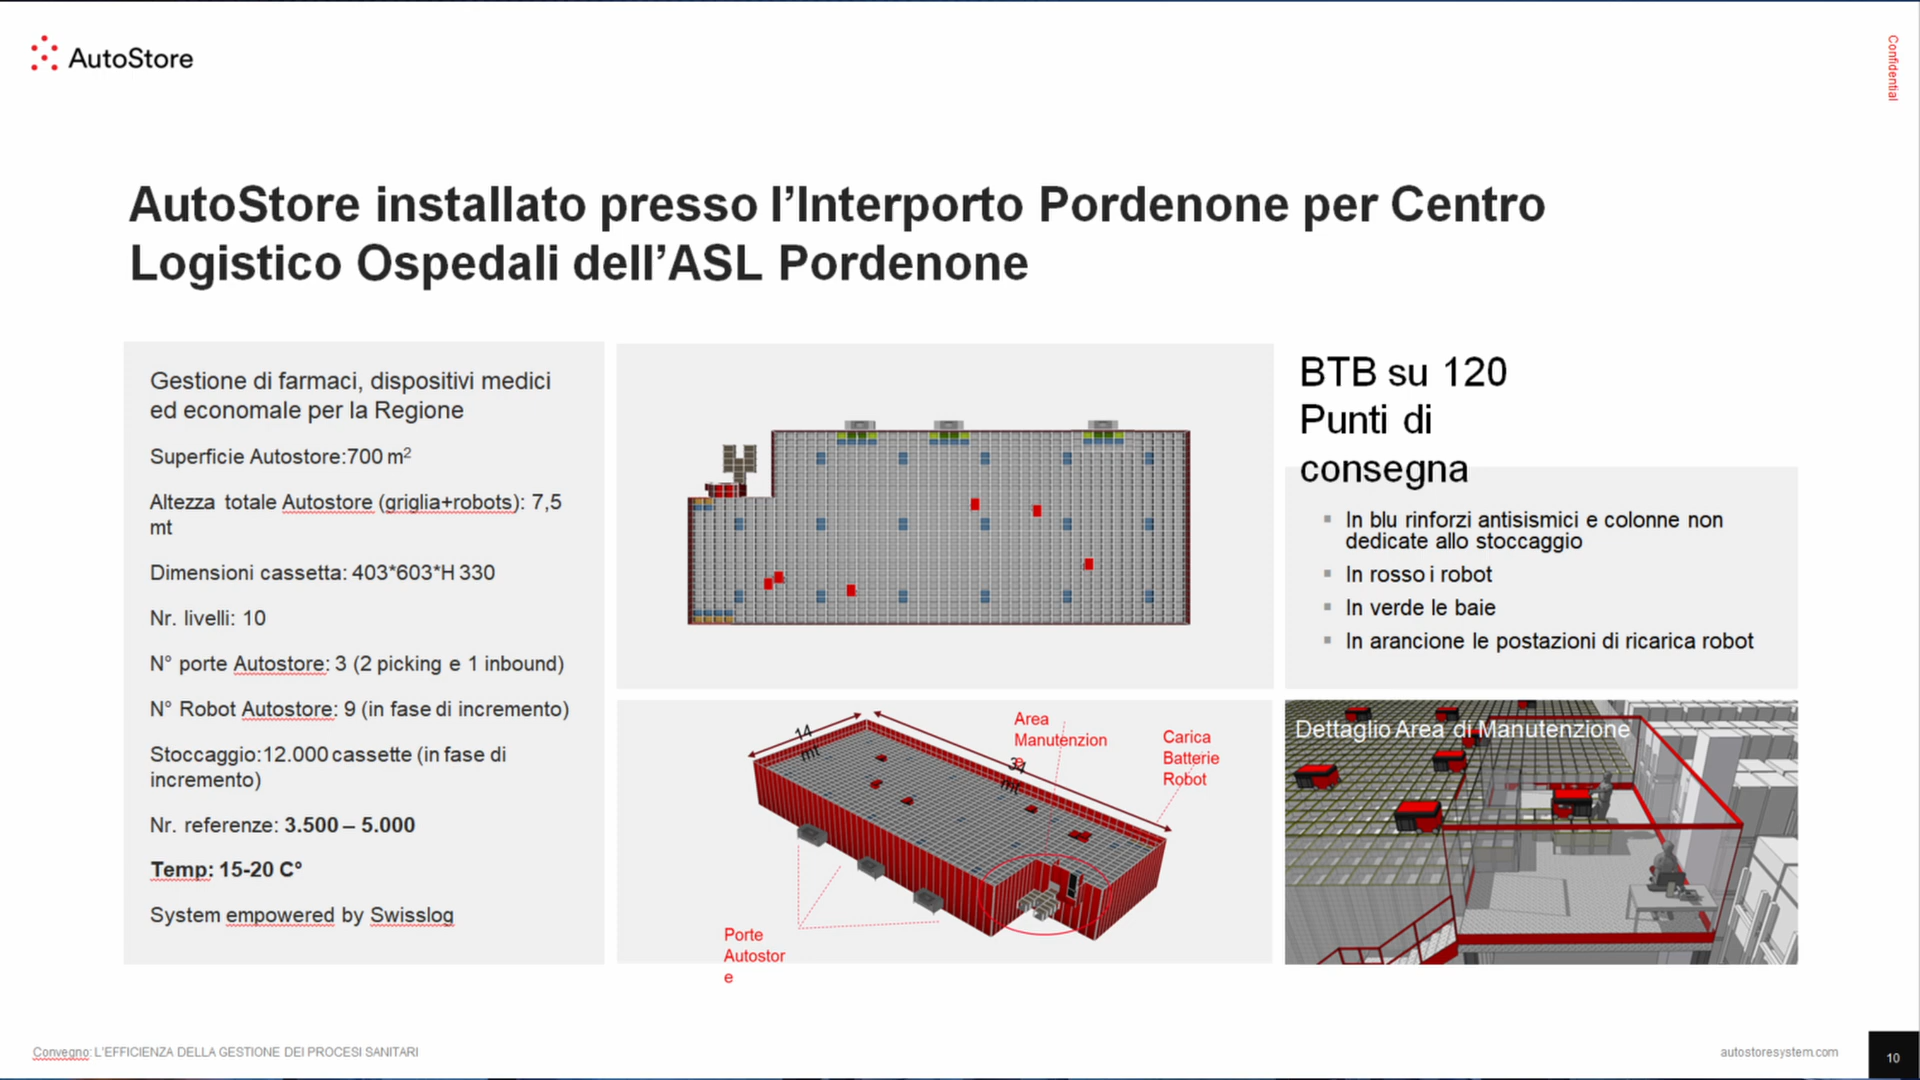 AutoStore
Confidential
AutoStore installato presso l’Interporto Pordenone per Centro
Logistico Ospedali dell’ASL Pordenone
Gestione di farmaci, dispositivi medici
ed economale per la Regione
Superficie Autostore:700 m²
Altezza totale Autostore (griglia+robots): 7,5
mt
Dimensioni cassetta: 403*603*H 330
Nr. livelli: 10
N° porte Autostore: 3 (2 picking e 1 inbound)
N° Robot Autostore: 9 (in fase di incremento)
Stoccaggio:12.000 cassette (in fase di
incremento)
Nr. referenze: 3.500 – 5.000
Temp: 15-20 C°
System empowered by Swisslog
14
mt
34
mt
Area
Manutenzion
e
Carica
Batterie
Robot
Porte
Autostor
e
BTB su 120
Punti di
consegna
In blu rinforzi antisismici e colonne non
dedicate allo stoccaggio
In rosso i robot
In verde le baie
In arancione le postazioni di ricarica robot
Dettaglio Area di Manutenzione
Convegno: L’EFFICIENZA DELLA GESTIONE DEI PROCESI SANITARI
autostoresystem.com
10